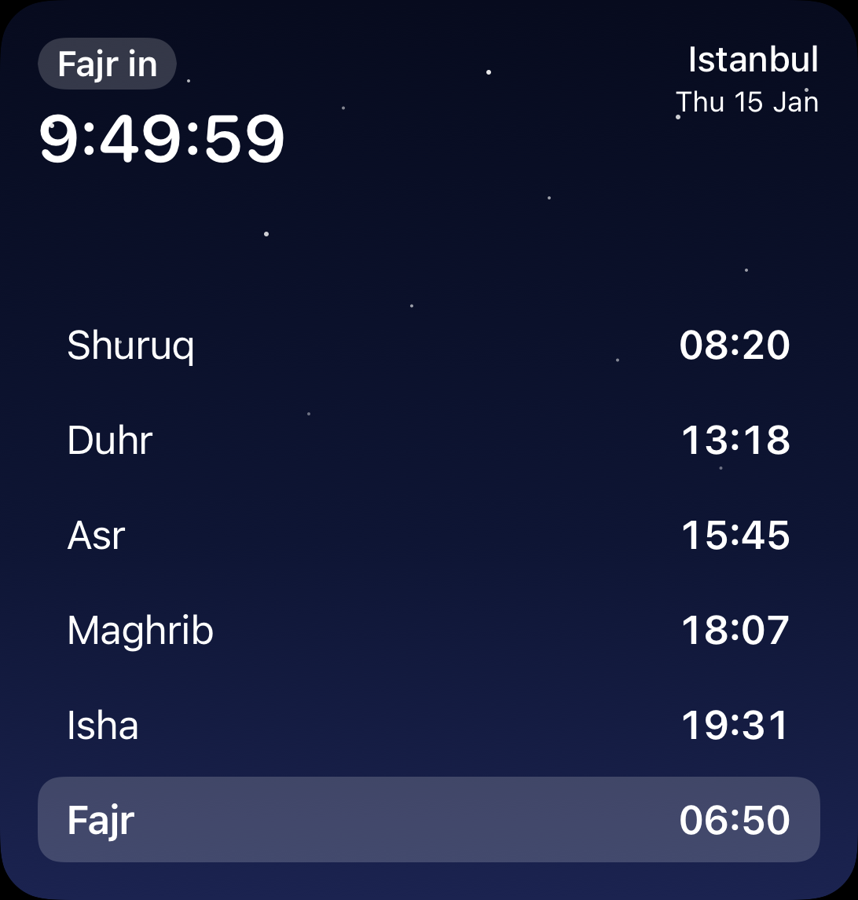 Fajr in
9:49:59
Istanbul
Thu 15 Jan
Shuruq 08:20
Duhr 13:18
Asr 15:45
Maghrib 18:07
Isha 19:31
Fajr 06:50